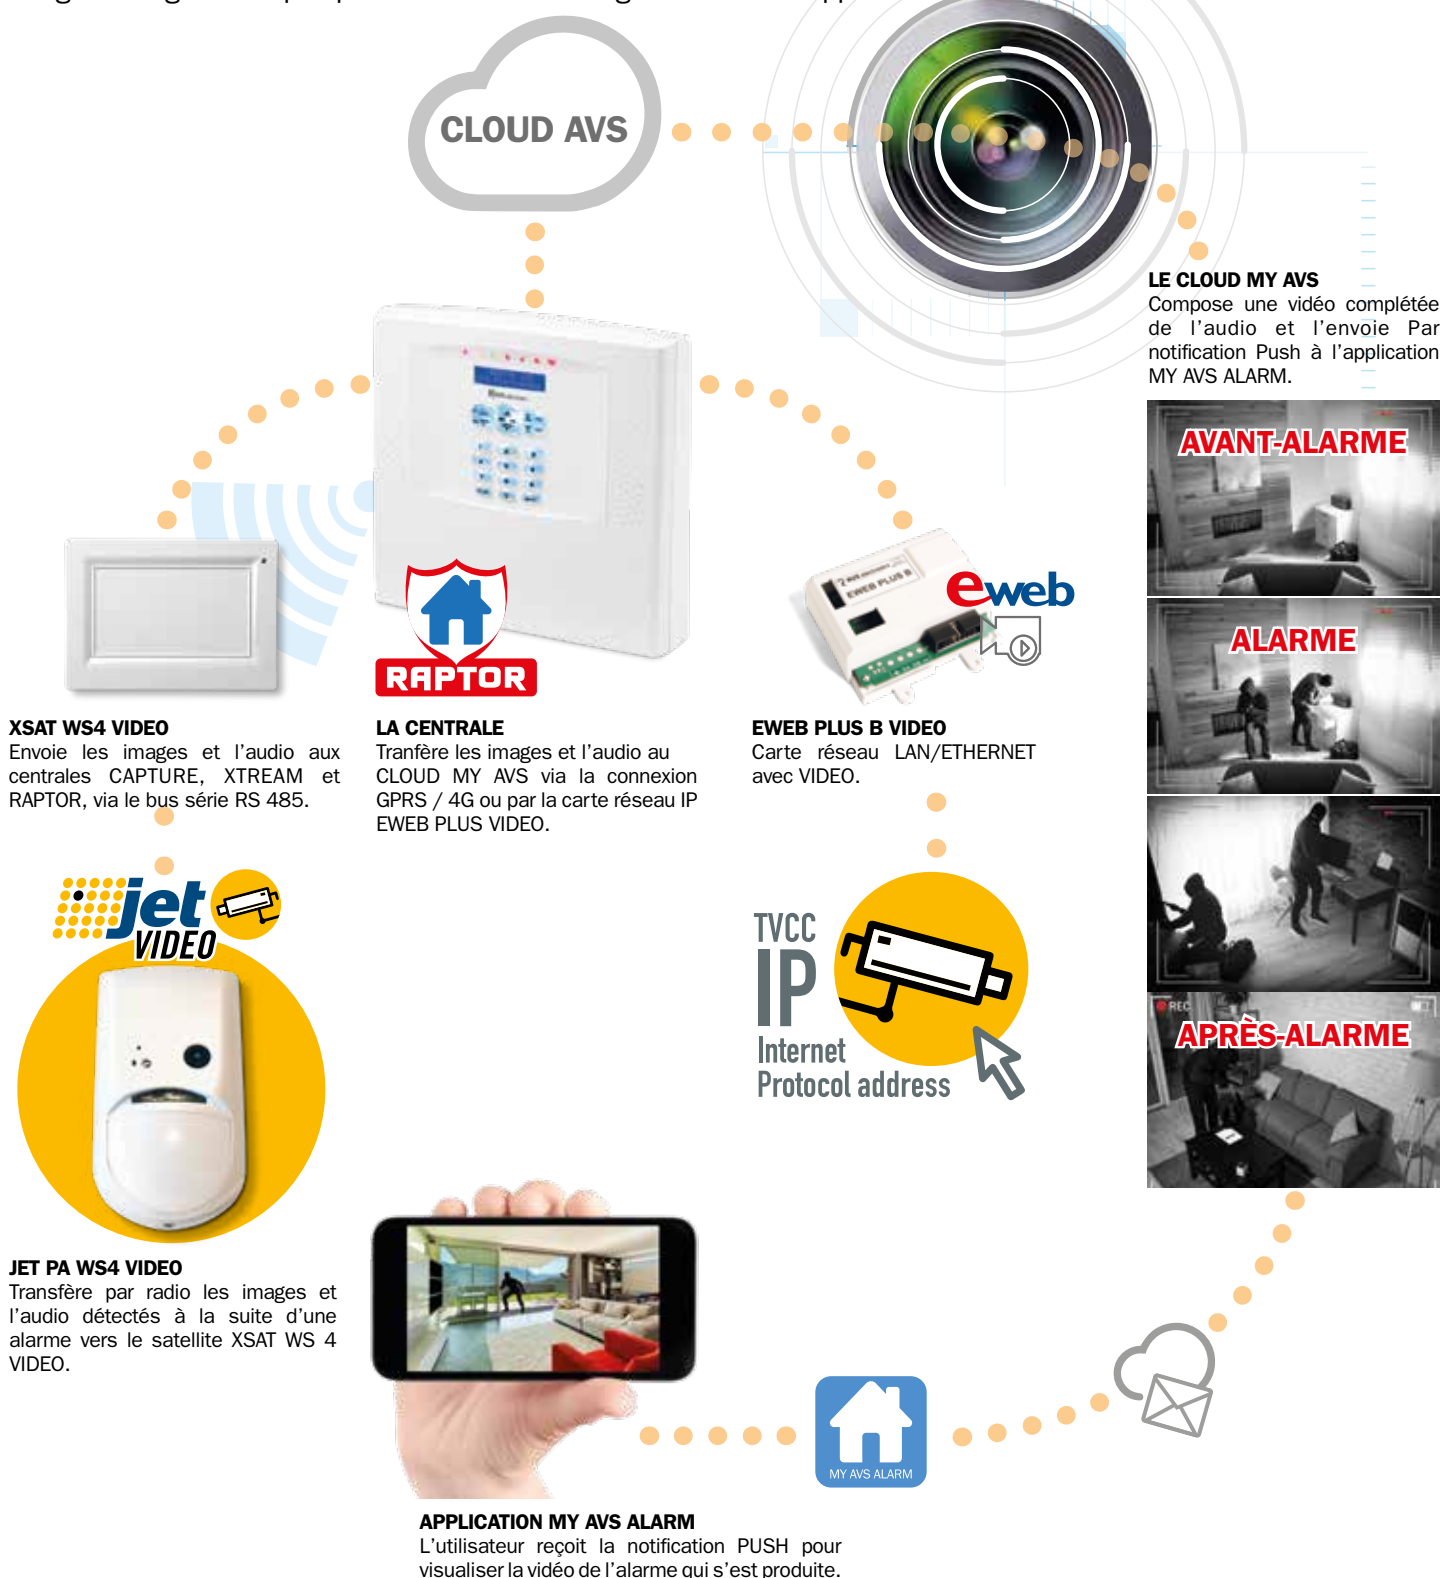 CLOUD AVS
LE CLOUD MY AVS
Compose une vidéo complétée
de l'audio et l'envoie Par
notification Push à l'application
MY AVS ALARM.
AVANT-ALARME
ALARME
REC
APRÈS-ALARME
RAPTOR
EWEB PLUS B
eweb
XSAT WS4 VIDEO
Envoie les images et l'audio aux
centrales CAPTURE, XTREAM et
RAPTOR, via le bus série RS 485.
LA CENTRALE
Tranfère les images et l'audio au
CLOUD MY AVS via la connexion
GPRS / 4G ou par la carte réseau IP
EWEB PLUS VIDEO.
EWEB PLUS B VIDEO
Carte réseau LAN/ETHERNET
avec VIDEO.
jet
VIDEO
TVCC
IP
Internet
Protocol address
JET PA WS4 VIDEO
Transfère par radio les images et
l'audio détectés à la suite d'une
alarme vers le satellite XSAT WS 4
VIDEO.
MY AVS ALARM
APPLICATION MY AVS ALARM
L'utilisateur reçoit la notification PUSH pour
visualiser la vidéo de l'alarme qui s'est produite.